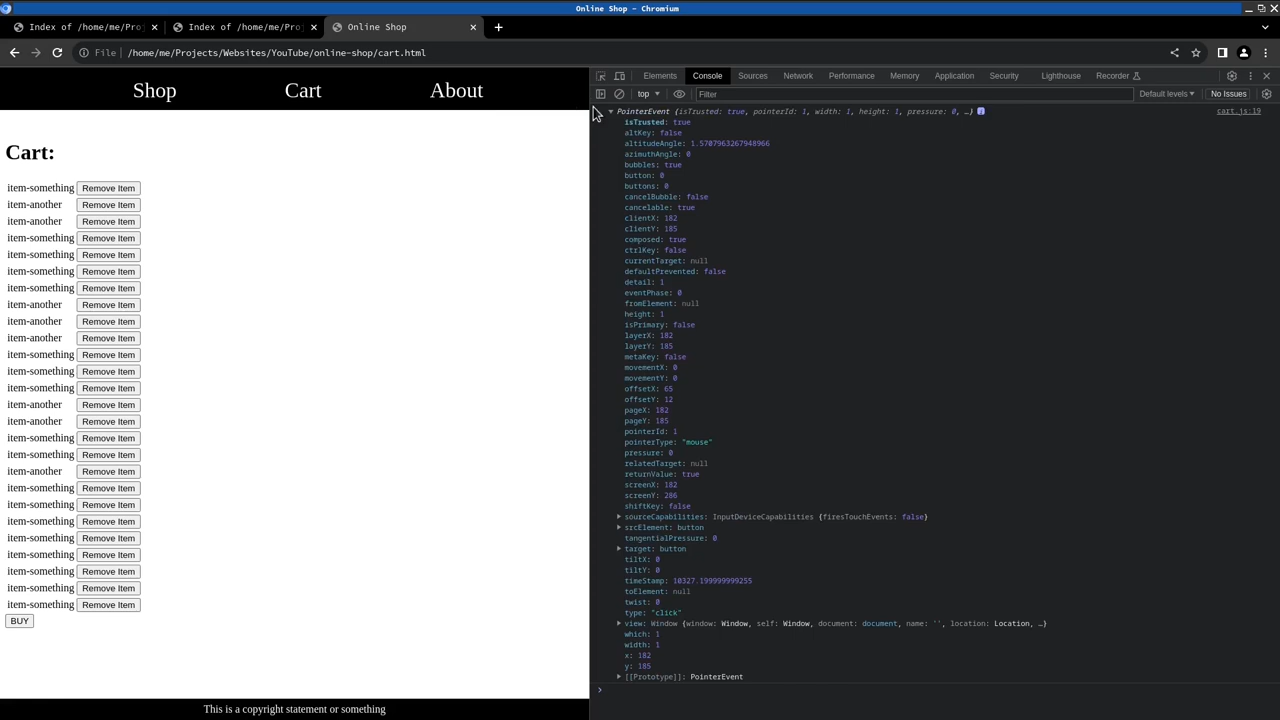 Online Shop - Chromium
Index of /home/me/Proj
Index of /home/me/Proj
Online Shop
File /home/me/Projects/Websites/YouTube/online-shop/cart.html
Shop Cart About
Cart:
item-something Remove Item
item-another Remove Item
item-another Remove Item
item-something Remove Item
item-something Remove Item
item-something Remove Item
item-something Remove Item
item-another Remove Item
item-another Remove Item
item-another Remove Item
item-something Remove Item
item-something Remove Item
item-something Remove Item
item-another Remove Item
item-another Remove Item
item-something Remove Item
item-something Remove Item
item-another Remove Item
item-something Remove Item
item-something Remove Item
item-something Remove Item
item-something Remove Item
item-something Remove Item
item-something Remove Item
item-something Remove Item
item-something Remove Item
BUY
This is a copyright statement or something
Elements Console Sources Network Performance Memory Application Security Lighthouse Recorder
top Filter Default levels No Issues
PointerEvent {isTrusted: true, pointerId: 1, width: 1, height: 1, pressure: 0, …} cart.js:19
isTrusted: true
altKey: false
altitudeAngle: 1.5707963267948966
azimuthAngle: 0
bubbles: true
button: 0
buttons: 0
cancelBubble: false
cancelable: true
clientX: 182
clientY: 185
composed: true
ctrlKey: false
currentTarget: null
defaultPrevented: false
detail: 1
eventPhase: 0
fromElement: null
height: 1
isPrimary: false
layerX: 182
layerY: 185
metaKey: false
movementX: 0
movementY: 0
offsetX: 65
offsetY: 12
pageX: 182
pageY: 185
pointerId: 1
pointerType: "mouse"
pressure: 0
relatedTarget: null
returnValue: true
screenX: 182
screenY: 286
shiftKey: false
sourceCapabilities: InputDeviceCapabilities {firesTouchEvents: false}
srcElement: button
tangentialPressure: 0
target: button
tiltX: 0
tiltY: 0
timeStamp: 10327.199999999255
toElement: null
twist: 0
type: "click"
view: Window {window: Window, self: Window, document: document, name: '', location: Location, …}
which: 1
width: 1
x: 182
y: 185
[[Prototype]]: PointerEvent